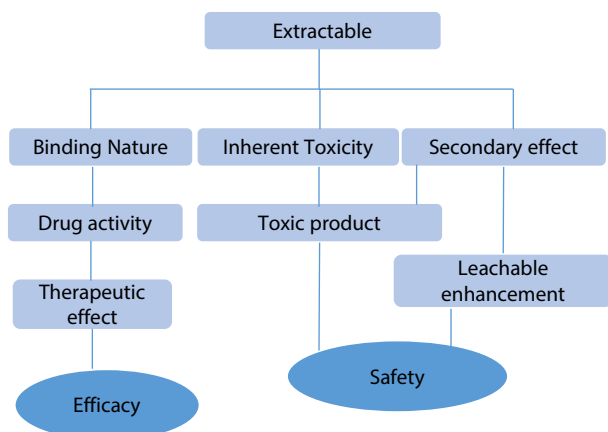 Extractable
Binding Nature
Inherent Toxicity
Secondary effect
Drug activity
Toxic product
Therapeutic
effect
Leachable
enhancement
Efficacy
Safety